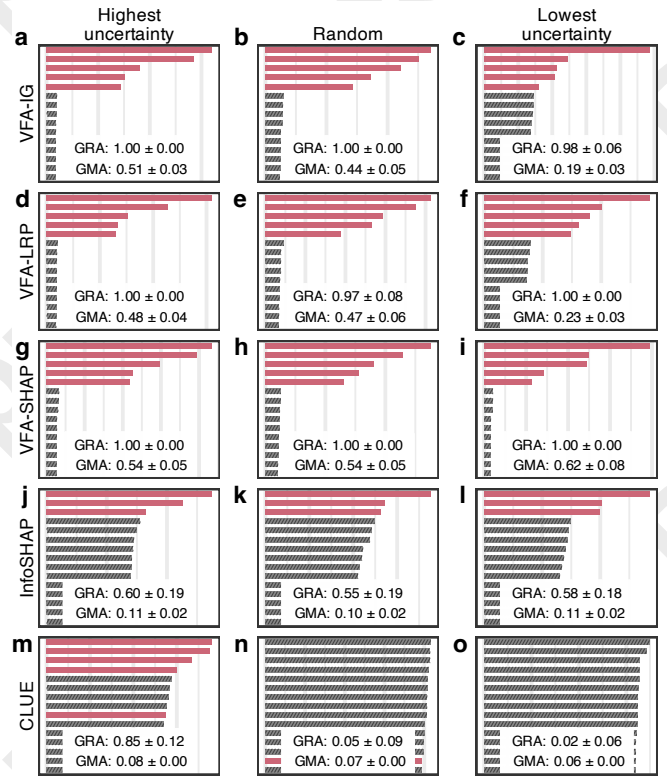 Highest uncertainty
Random
Lowest uncertainty
a
b
c
VFA-IG
GRA: 1.00 ± 0.00
GMA: 0.51 ± 0.03
GRA: 1.00 ± 0.00
GMA: 0.44 ± 0.05
GRA: 0.98 ± 0.06
GMA: 0.19 ± 0.03
d
e
f
VFA-LRP
GRA: 1.00 ± 0.00
GMA: 0.48 ± 0.04
GRA: 0.97 ± 0.08
GMA: 0.47 ± 0.06
GRA: 1.00 ± 0.00
GMA: 0.23 ± 0.03
g
h
i
VFA-SHAP
GRA: 1.00 ± 0.00
GMA: 0.54 ± 0.05
GRA: 1.00 ± 0.00
GMA: 0.54 ± 0.05
GRA: 1.00 ± 0.00
GMA: 0.62 ± 0.08
j
k
l
InfoSHAP
GRA: 0.60 ± 0.19
GMA: 0.11 ± 0.02
GRA: 0.55 ± 0.19
GMA: 0.10 ± 0.02
GRA: 0.58 ± 0.18
GMA: 0.11 ± 0.02
m
n
o
CLUE
GRA: 0.85 ± 0.12
GMA: 0.08 ± 0.00
GRA: 0.05 ± 0.09
GMA: 0.07 ± 0.00
GRA: 0.02 ± 0.06
GMA: 0.06 ± 0.00